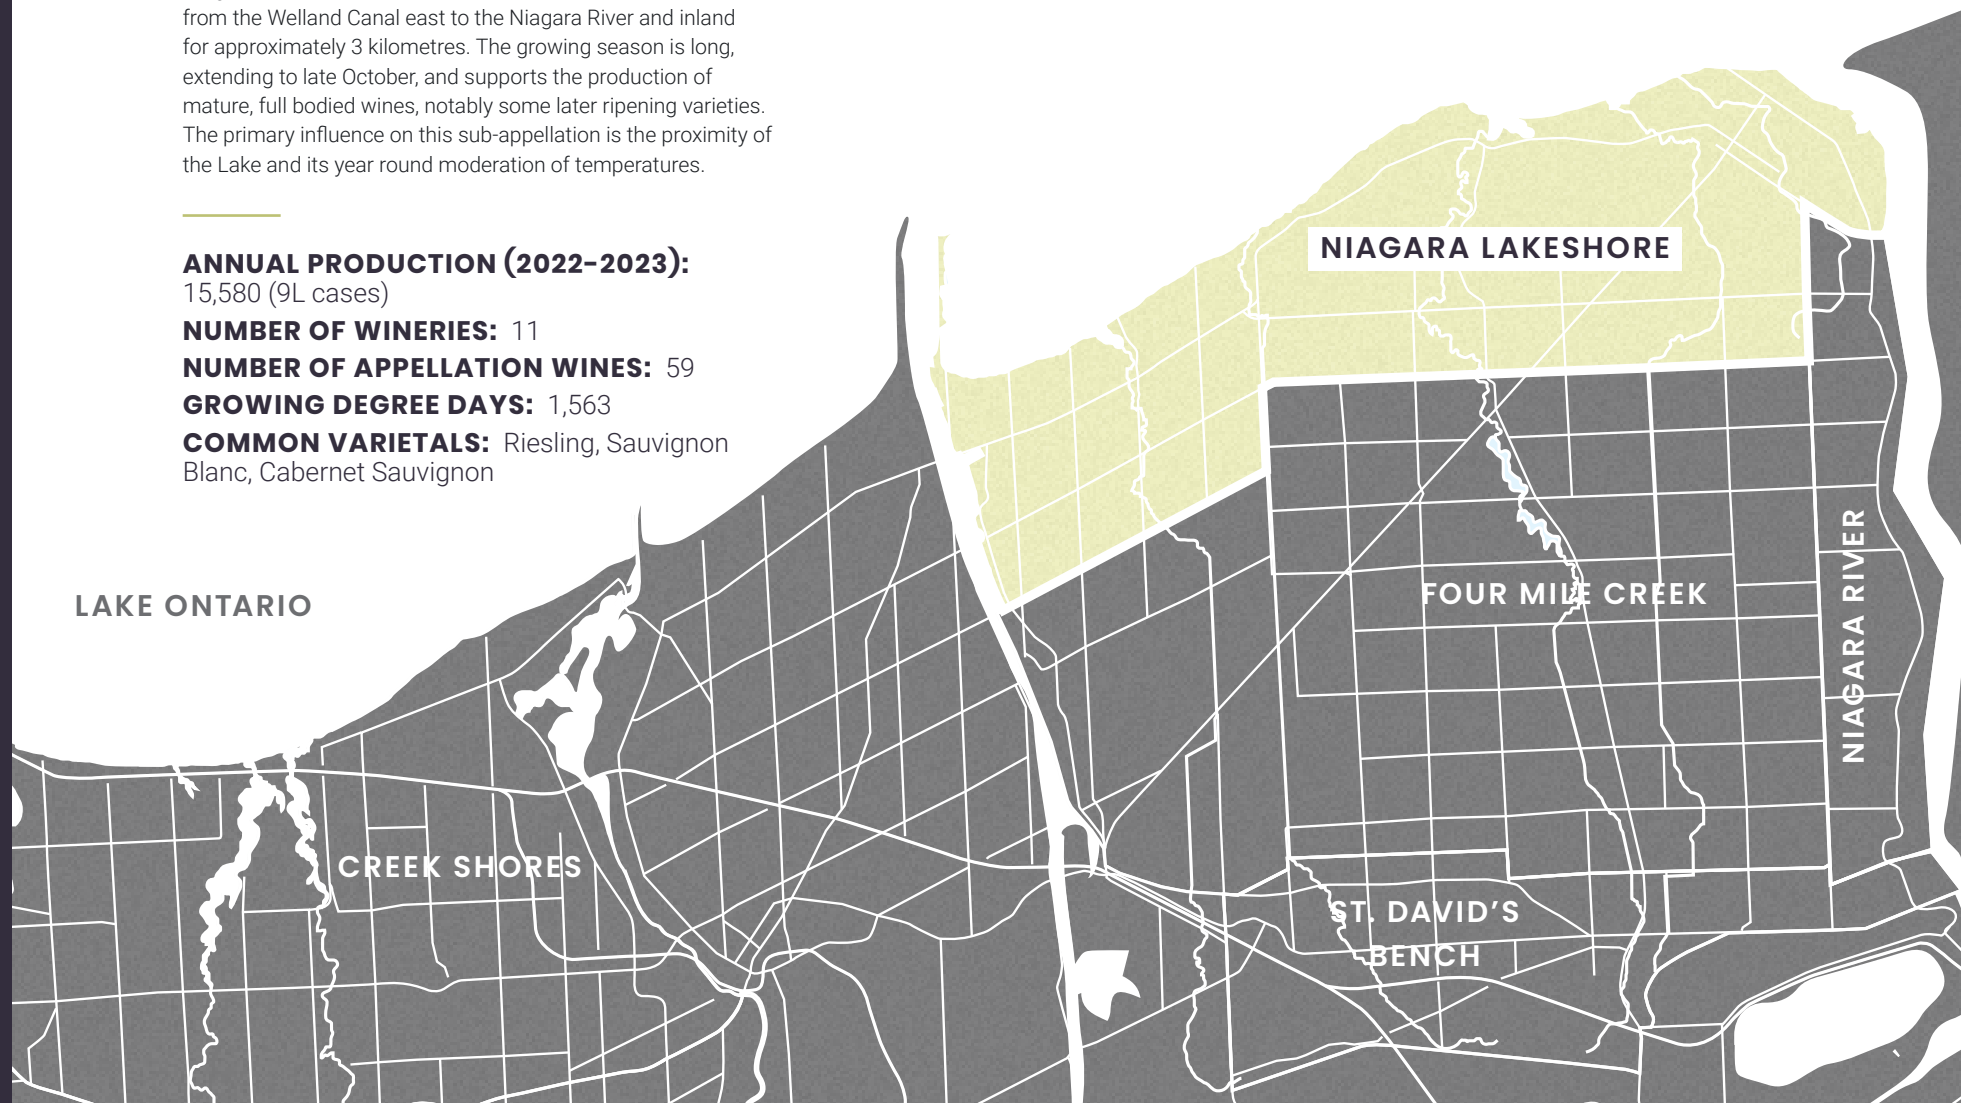 from the Welland Canal east to the Niagara River and inland
for approximately 3 kilometres. The growing season is long,
extending to late October, and supports the production of
mature, full bodied wines, notably some later ripening varieties.
The primary influence on this sub-appellation is the proximity of
the Lake and its year round moderation of temperatures.
ANNUAL PRODUCTION (2022-2023):
15,580 (9L cases)
NUMBER OF WINERIES: 11
NUMBER OF APPELLATION WINES: 59
GROWING DEGREE DAYS: 1,563
COMMON VARIETALS: Riesling, Sauvignon
Blanc, Cabernet Sauvignon
NIAGARA LAKESHORE
LAKE ONTARIO
FOUR MILE CREEK
NIAGARA RIVER
CREEK SHORES
ST. DAVID’S
BENCH